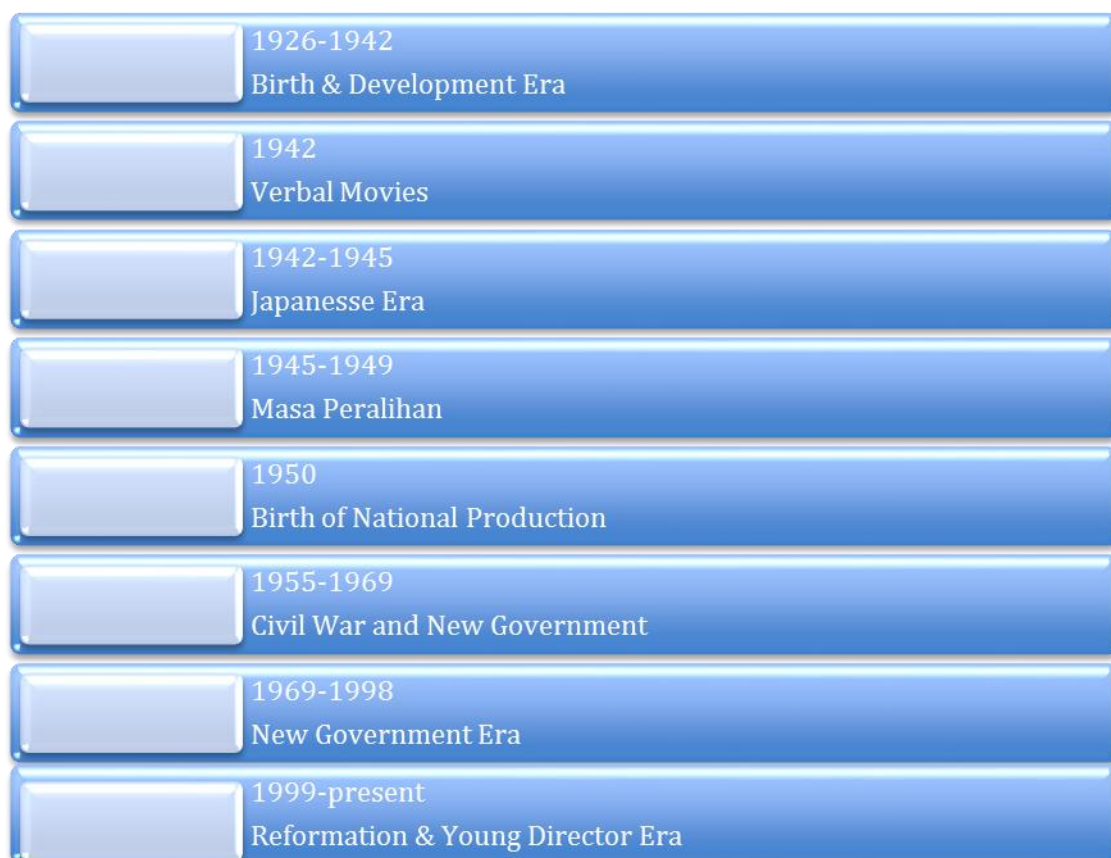 1926-1942
Birth & Development Era
1942
Verbal Movies
1942-1945
Japanesse Era
1945-1949
Masa Peralihan
1950
Birth of National Production
1955-1969
Civil War and New Government
1969-1998
New Government Era
1999-present
Reformation & Young Director Era